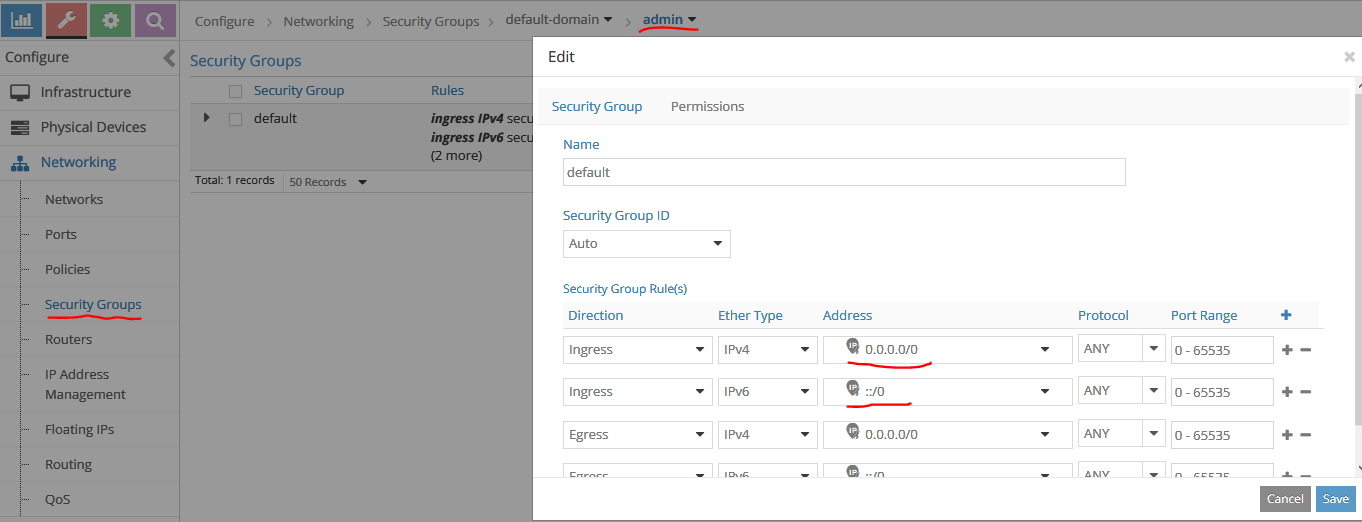 Configure > Networking > Security Groups > default-domain > admin
Configure
Infrastructure
Physical Devices
Networking
Networks
Ports
Policies
Security Groups
Routers
IP Address
Management
Floating IPs
Routing
QoS
Security Groups
Security Group Rules
default ingress IPv4 secu
ingress IPv6 secu
(2 more)
Total: 1 records 50 Records
Edit
Security Group Permissions
Name
default
Security Group ID
Auto
Security Group Rule(s)
Direction Ether Type Address Protocol Port Range +
Ingress IPv4 IP 0.0.0.0/0 ANY 0 - 65535 + −
Ingress IPv6 IP ::/0 ANY 0 - 65535 + −
Egress IPv4 IP 0.0.0.0/0 ANY 0 - 65535 + −
Egress IPv6 IP ::/0 ANY 0 - 65535 + −
Cancel Save